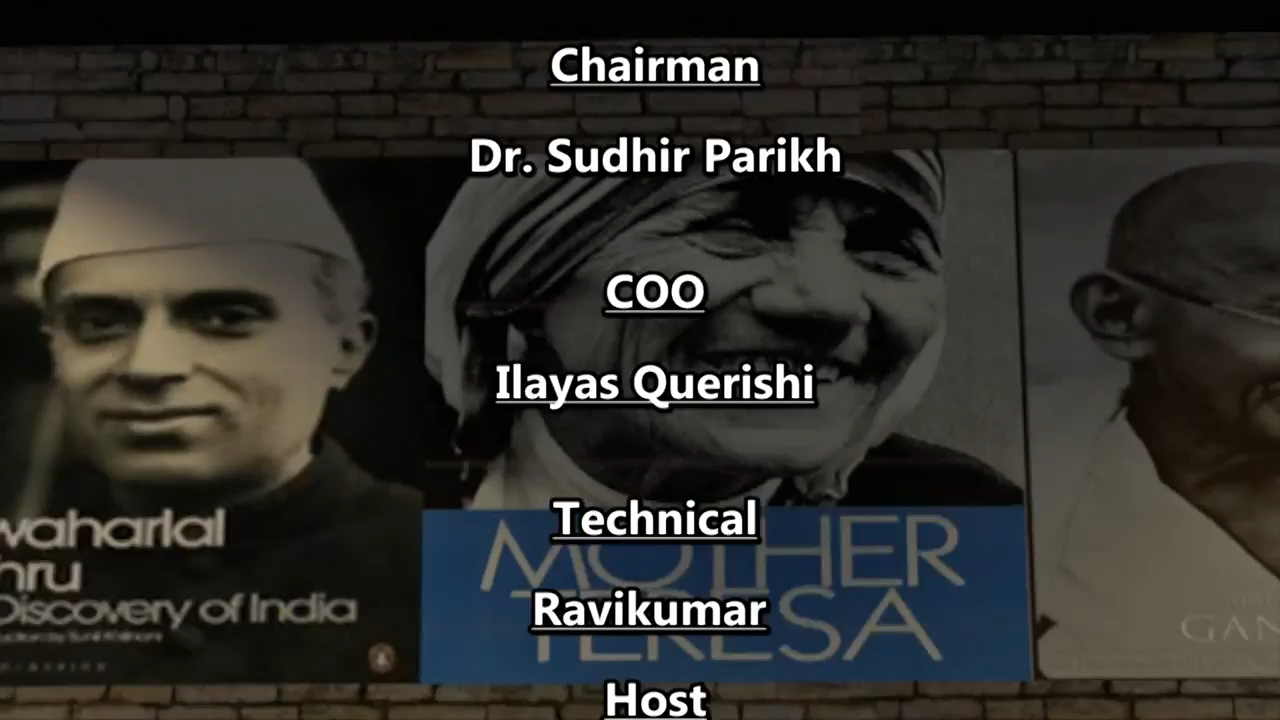 Chairman
Dr. Sudhir Parikh
COO
Ilayas Querishi
Technical
Ravikumar
Host
waharlal
hru
Discovery of India
MOTHER
TERESA
GAN